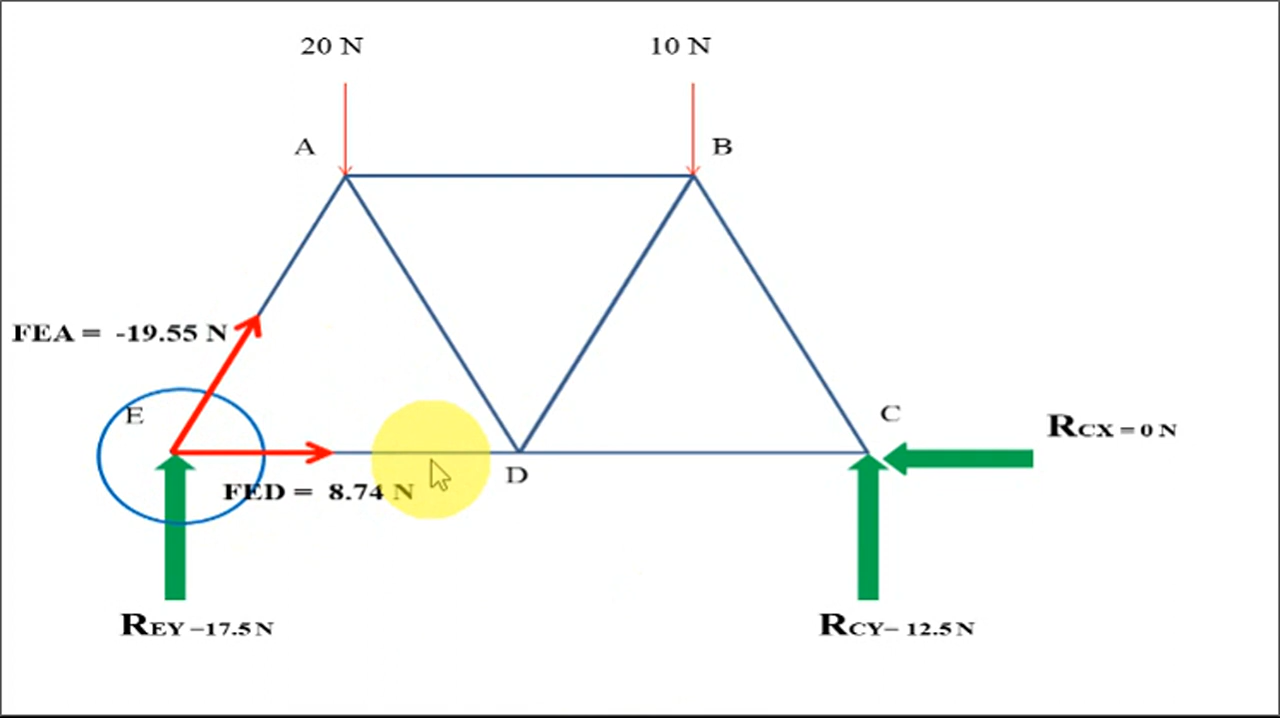 20 N
10 N
A
B
FEA = -19.55 N
E
C
RCX = 0 N
D
FED = 8.74 N
REY =17.5 N
RCY= 12.5 N